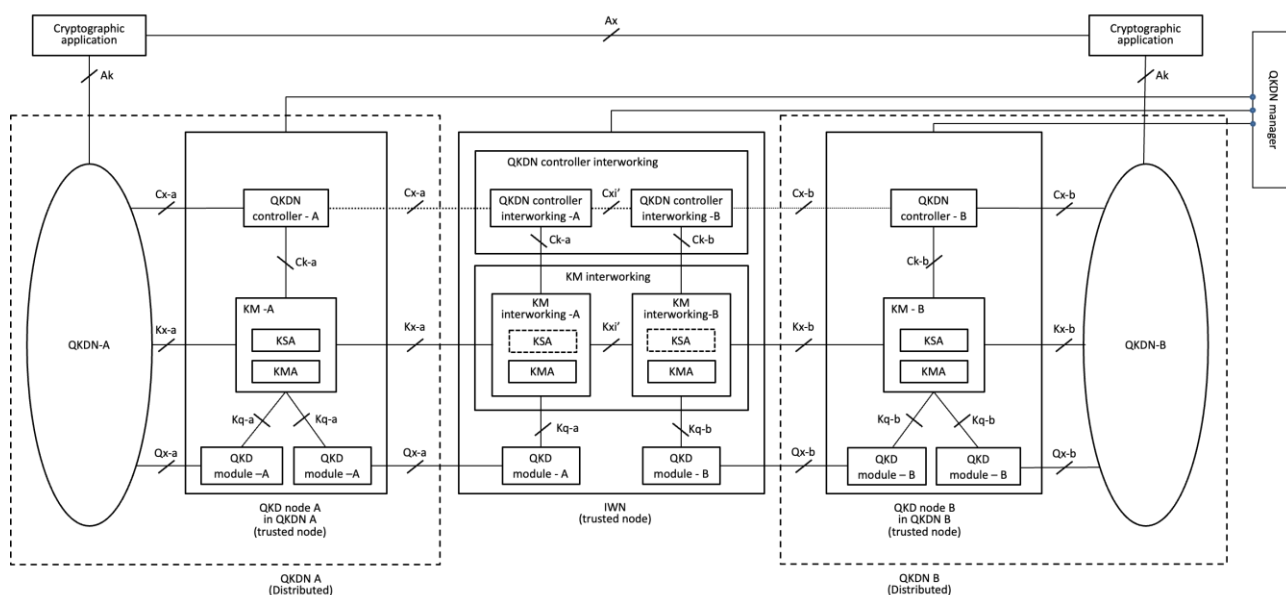 Cryptographic
application
Ax
Cryptographic
application
Ak
Ak
QKDN manager
QKDN controller interworking
Cx-a
QKDN
controller - A
Cx-a
QKDN controller
interworking -A
Cxi’
QKDN controller
interworking -B
Cx-b
QKDN
controller - B
Cx-b
Ck-a
Ck-a
Ck-b
Ck-b
KM interworking
QKDN-A
Kx-a
KM -A
KSA
KMA
Kx-a
KM
interworking -A
KSA
KMA
Kxi’
KM
interworking-B
KSA
KMA
Kx-b
KM - B
KSA
KMA
Kx-b
QKDN-B
Kq-a
Kq-a
Kq-a
Kq-b
Kq-b
Kq-b
Qx-a
QKD
module –A
QKD
module –A
Qx-a
QKD
module - A
QKD
module - B
Qx-b
QKD
module – B
QKD
module – B
Qx-b
QKD node A
in QKDN A
(trusted node)
IWN
(trusted node)
QKD node B
in QKDN B
(trusted node)
QKDN A
(Distributed)
QKDN B
(Distributed)